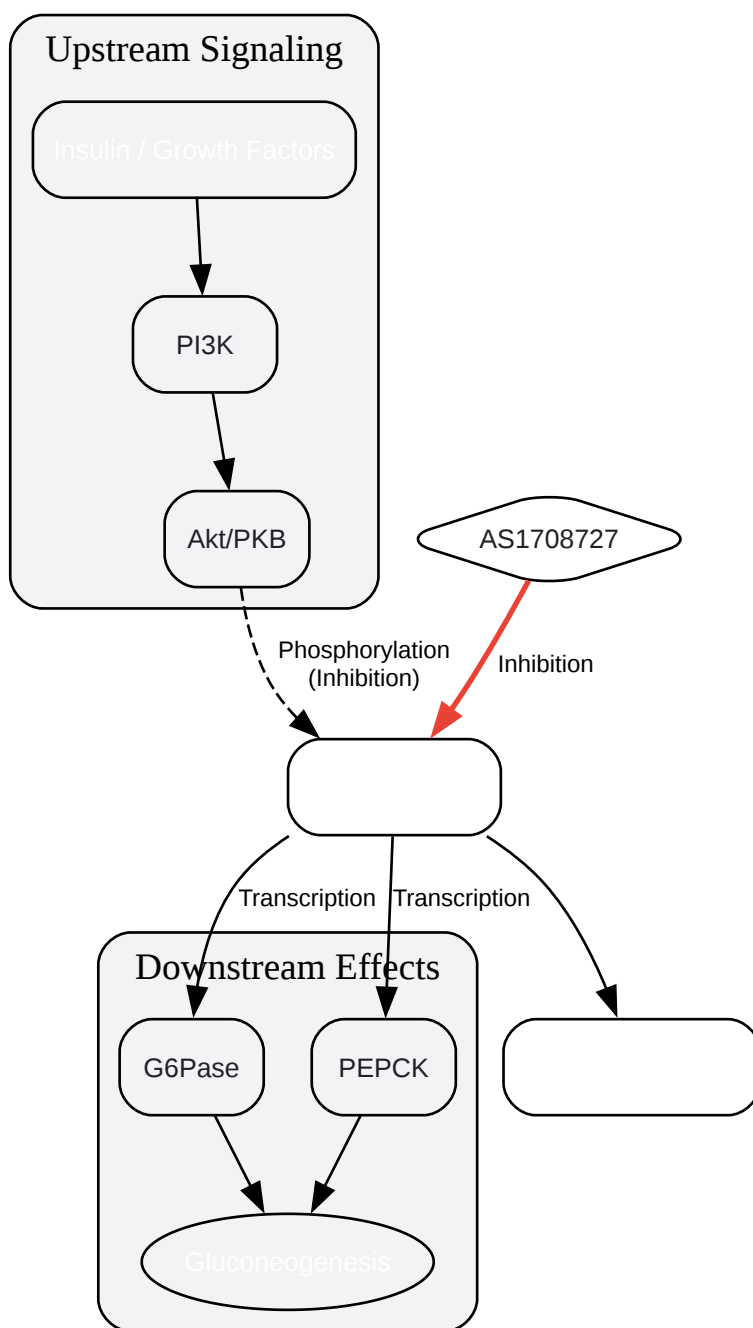 Upstream Signaling
Insulin / Growth Factors
PI3K
Akt/PKB
AS1708727
Phosphorylation
(Inhibition)
Inhibition
Transcription
Transcription
Downstream Effects
G6Pase
PEPCK
Gluconeogenesis